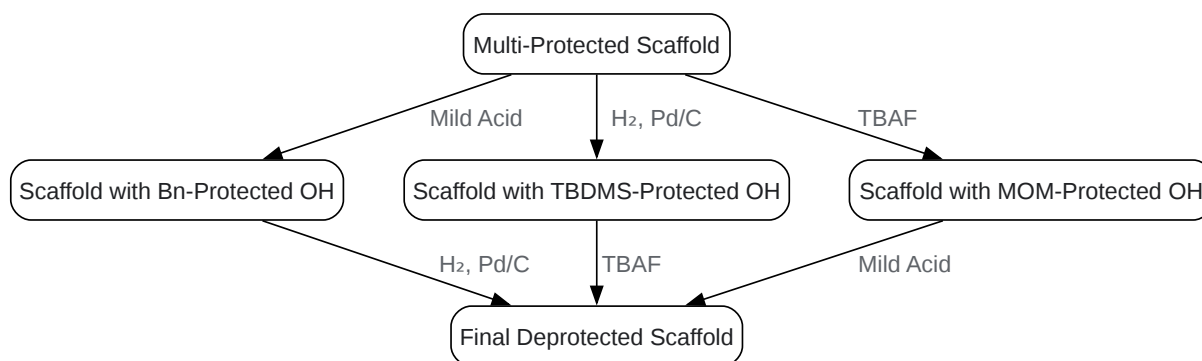 Multi-Protected Scaffold
Mild Acid
H₂, Pd/C
TBAF
Scaffold with Bn-Protected OH
Scaffold with TBDMS-Protected OH
Scaffold with MOM-Protected OH
H₂, Pd/C
TBAF
Mild Acid
Final Deprotected Scaffold